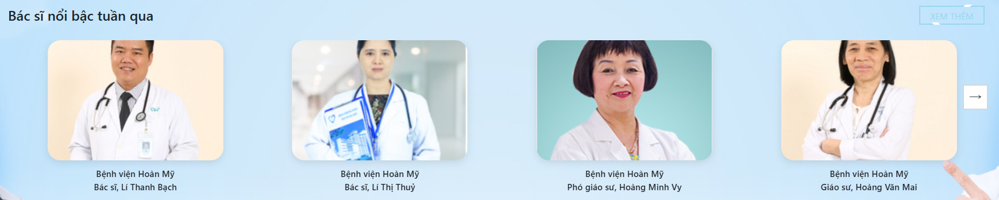 Bác sĩ nổi bậc tuần qua
XEM THÊM
Bệnh viện Hoàn Mỹ
Bác sĩ, Lí Thanh Bạch
Bệnh viện Hoàn Mỹ
Bác sĩ, Lí Thị Thuỷ
Bệnh viện Hoàn Mỹ
Phó giáo sư, Hoàng Minh Vy
Bệnh viện Hoàn Mỹ
Giáo sư, Hoàng Văn Mai